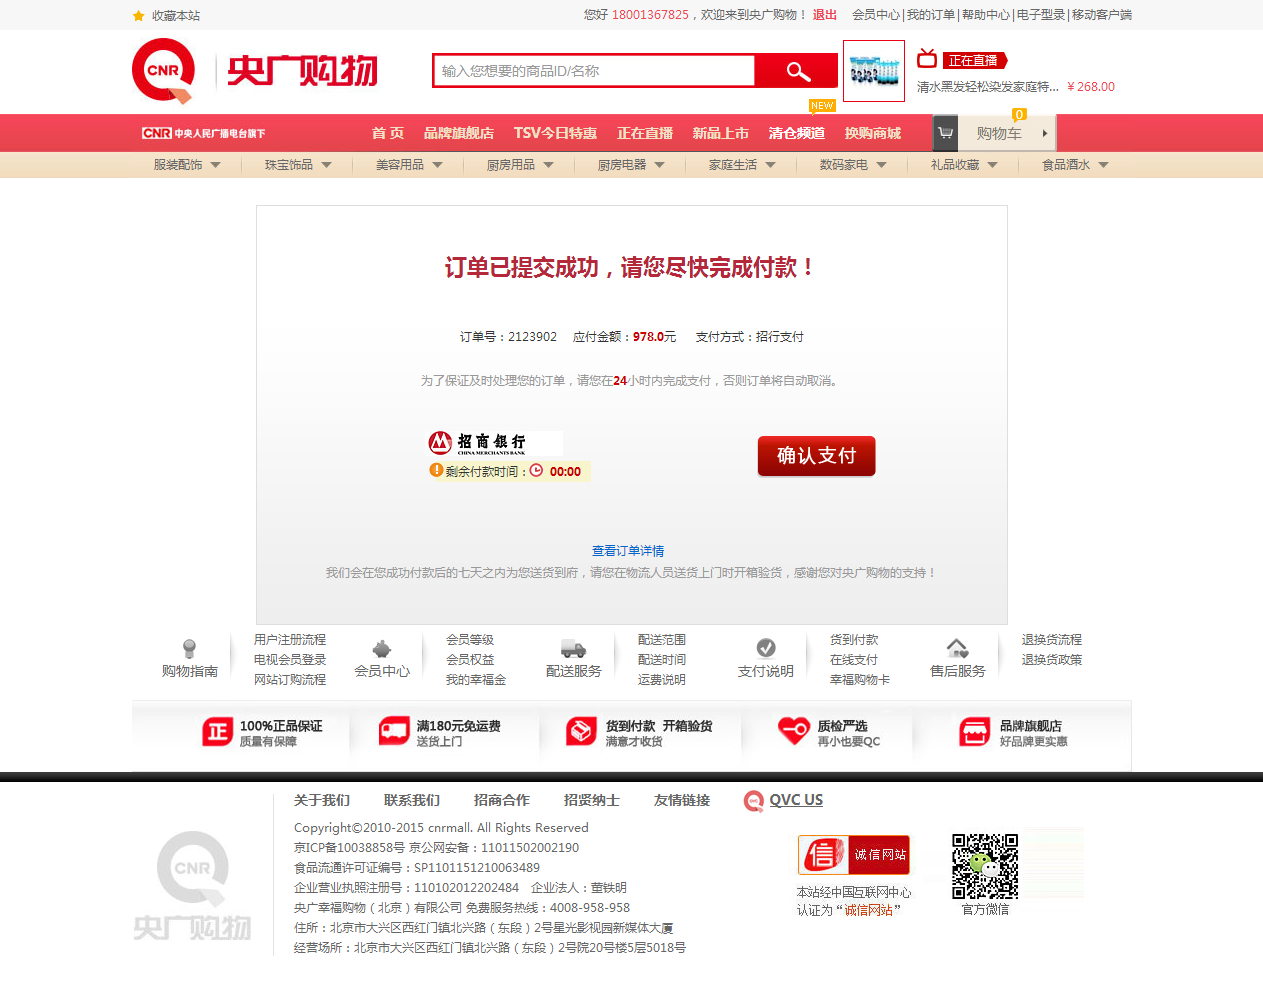 收藏本站
您好 18001367825，欢迎来到央广购物！ 退出 会员中心|我的订单|帮助中心|电子型录|移动客户端
CNR 央广购物
输入您想要的商品ID/名称
正在直播
清水黑发轻松染发家庭特... ¥ 268.00
NEW
CNR 中央人民广播电台旗下
首 页 品牌旗舰店 TSV今日特惠 正在直播 新品上市 清仓频道 换购商城
购物车 0
服装配饰 珠宝饰品 美容用品 厨房用品 厨房电器 家庭生活 数码家电 礼品收藏 食品酒水
订单已提交成功，请您尽快完成付款！
订单号：2123902 应付金额：978.0元 支付方式：招行支付
为了保证及时处理您的订单，请您在24小时内完成支付，否则订单将自动取消。
招商银行
CHINA MERCHANTS BANK
剩余付款时间： 00:00
确认支付
查看订单详情
我们会在您成功付款后的七天之内为您送货到府，请您在物流人员送货上门时开箱验货，感谢您对央广购物的支持！
购物指南
用户注册流程
电视会员登录
网站订购流程
会员中心
会员等级
会员权益
我的幸福金
配送服务
配送范围
配送时间
运费说明
支付说明
货到付款
在线支付
幸福购物卡
售后服务
退换货流程
退换货政策
正
100%正品保证
质量有保障
满180元免运费
送货上门
货到付款 开箱验货
满意才收货
质检严选
再小也要QC
品牌旗舰店
好品牌更实惠
关于我们 联系我们 招商合作 招贤纳士 友情链接 QVC US
CNR
央广购物
Copyright©2010-2015 cnrmall. All Rights Reserved
京ICP备10038858号 京公网安备：11011502002190
食品流通许可证编号：SP1101151210063489
企业营业执照注册号：110102012202484 企业法人：董铁明
央广幸福购物（北京）有限公司 免费服务热线：4008-958-958
住所：北京市大兴区西红门镇北兴路（东段）2号星光影视园新媒体大厦
经营场所：北京市大兴区西红门镇北兴路（东段）2号院20号楼5层5018号
信 诚信网站
本站经中国互联网中心
认证为“诚信网站”
官方微信